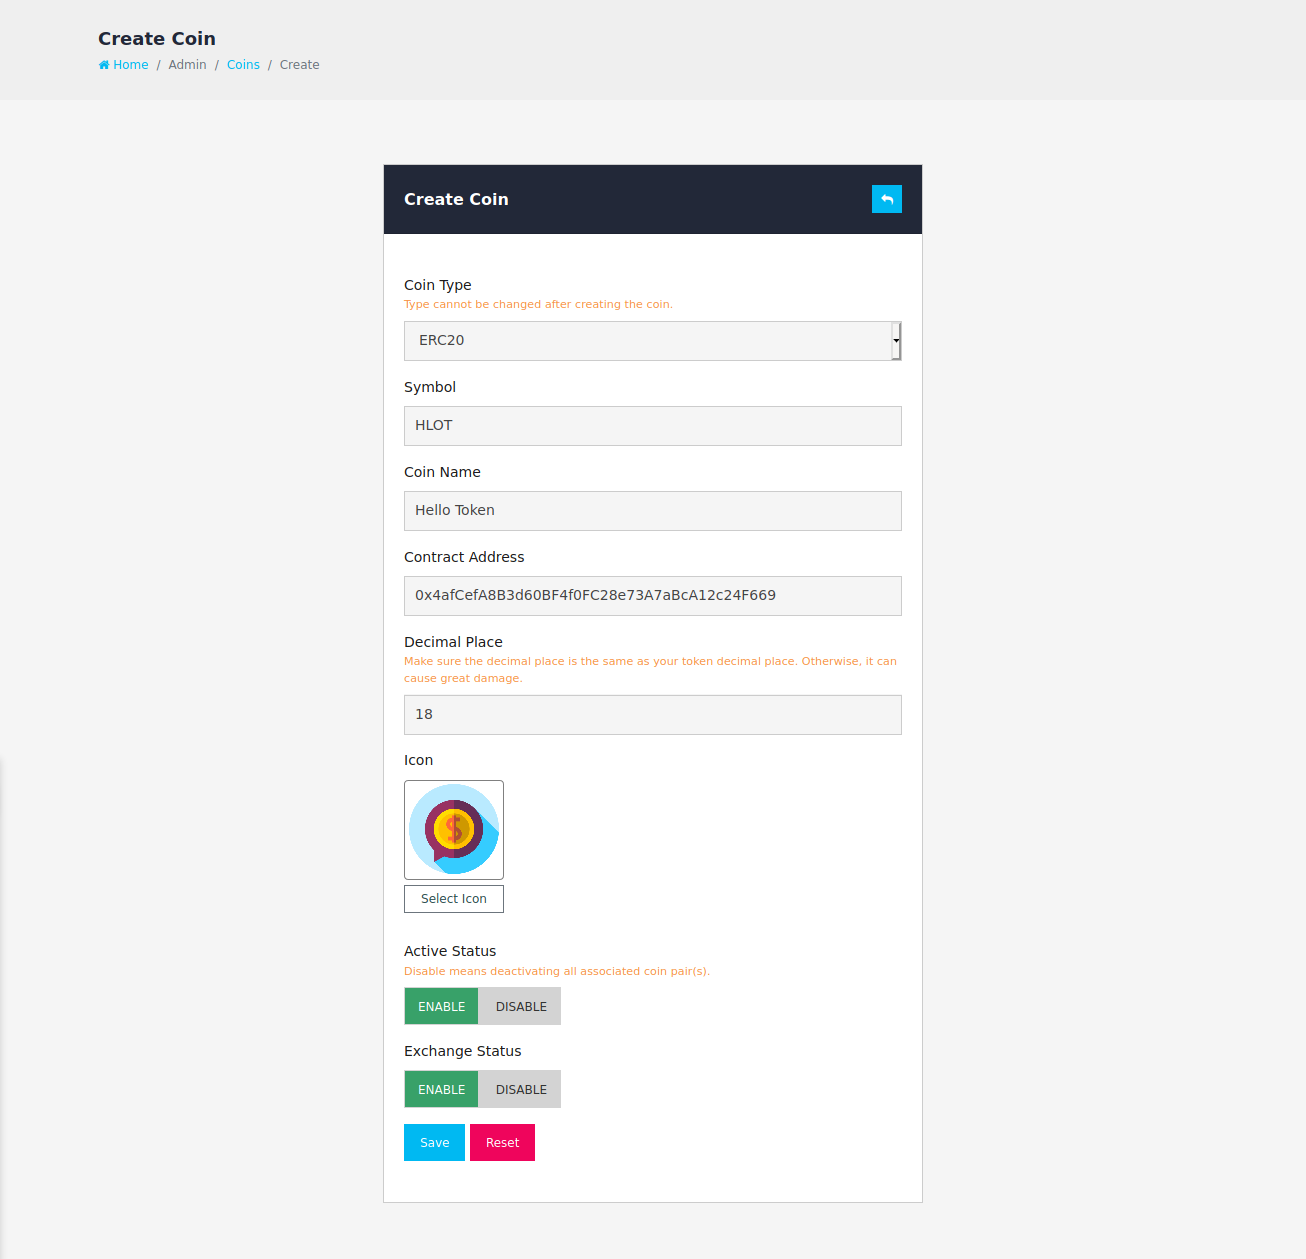 Create Coin
Home / Admin / Coins / Create
Create Coin
Coin Type
Type cannot be changed after creating the coin.
ERC20
Symbol
HLOT
Coin Name
Hello Token
Contract Address
0x4afCefA8B3d60BF4f0FC28e73A7aBcA12c24F669
Decimal Place
Make sure the decimal place is the same as your token decimal place. Otherwise, it can
cause great damage.
18
Icon
$
Select Icon
Active Status
Disable means deactivating all associated coin pair(s).
ENABLE DISABLE
Exchange Status
ENABLE DISABLE
Save Reset